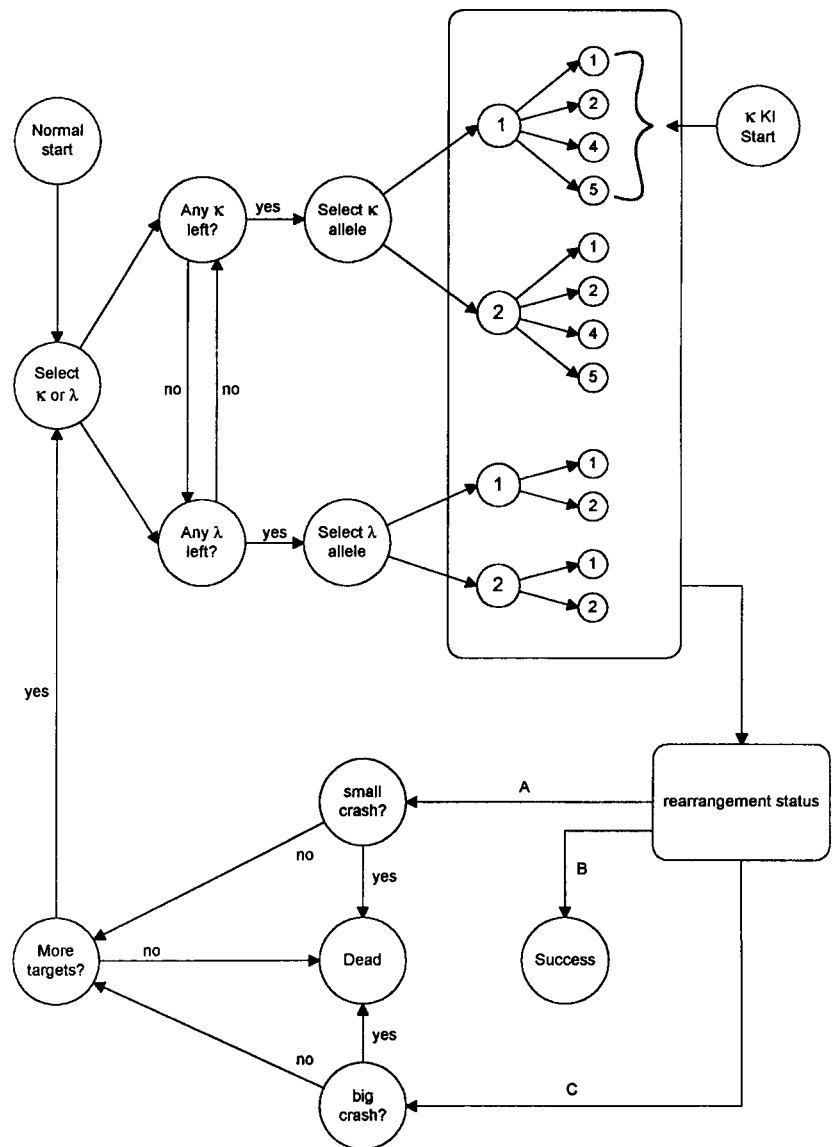 Normal
start
Any κ
left?
yes
Select κ
allele
1
1
2
4
5
κ KI
Start
2
1
2
4
5
Select
κ or λ
no
no
Any λ
left?
yes
Select λ
allele
1
1
2
2
1
2
yes
rearrangement status
A
small
crash?
no
yes
B
More
targets?
no
Dead
Success
yes
no
big
crash?
C